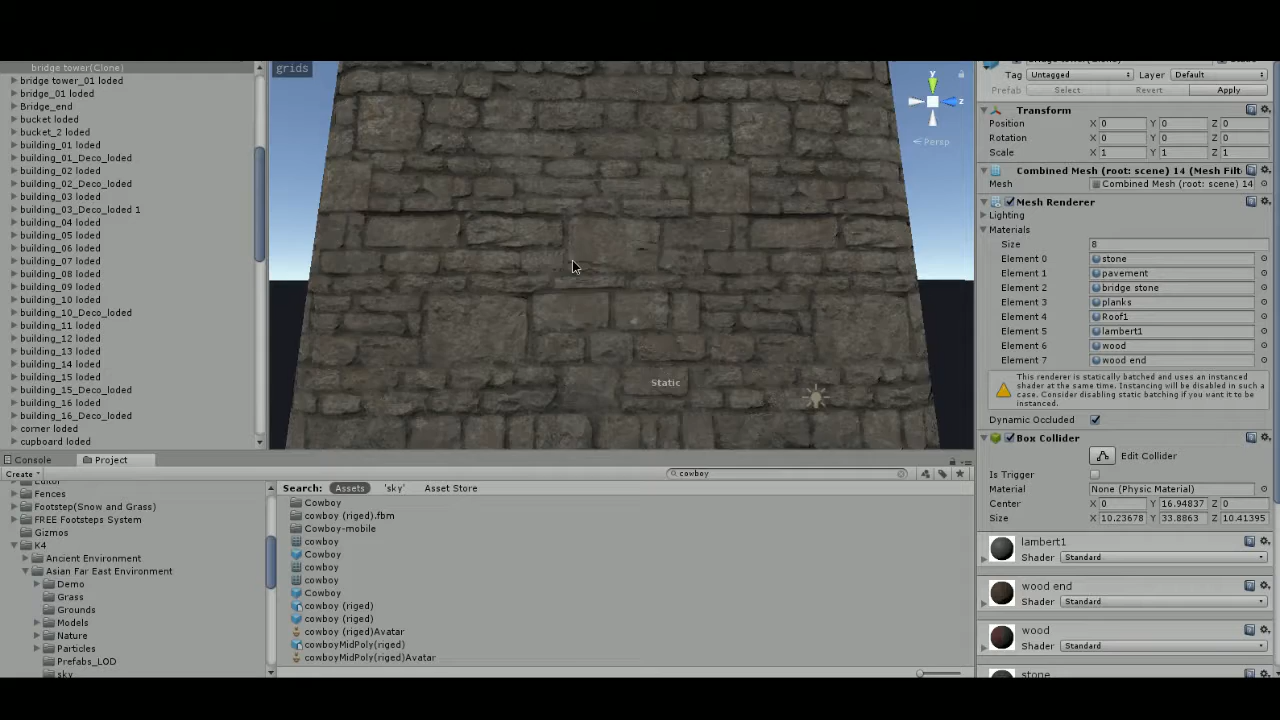 bridge tower(Clone)
bridge tower_01 loded
bridge_01 loded
Bridge_end
bucket loded
bucket_2 loded
building_01 loded
building_01_Deco_loded
building_02 loded
building_02_Deco_loded
building_03 loded
building_03_Deco_loded 1
building_04 loded
building_05 loded
building_06 loded
building_07 loded
building_08 loded
building_09 loded
building_10 loded
building_10_Deco_loded
building_11 loded
building_12 loded
building_13 loded
building_14 loded
building_15 loded
building_15_Deco_loded
building_16 loded
building_16_Deco_loded
corner loded
cupboard loded
grids
y
z
Persp
Static
Tag Untagged Layer Default
Prefab Select Revert Apply
Transform
Position X 0 Y 0 Z 0
Rotation X 0 Y 0 Z 0
Scale X 1 Y 1 Z 1
Combined Mesh (root: scene) 14 (Mesh Filt
Mesh Combined Mesh (root: scene) 14
Mesh Renderer
Lighting
Materials
Size 8
Element 0 stone
Element 1 pavement
Element 2 bridge stone
Element 3 planks
Element 4 Roof1
Element 5 lambert1
Element 6 wood
Element 7 wood end
This renderer is statically batched and uses an instanced
shader at the same time. Instancing will be disabled in such a
case. Consider disabling static batching if you want it to be
instanced.
Dynamic Occluded
Box Collider
Edit Collider
Is Trigger
Material None (Physic Material)
Center X 0 Y 16.94837 Z 0
Size X 10.23678 Y 33.8863 Z 10.41395
lambert1
Shader Standard
wood end
Shader Standard
wood
Shader Standard
stone
Console Project
Create
cowboy
Editor
Fences
Footstep(Snow and Grass)
FREE Footsteps System
Gizmos
K4
Ancient Environment
Asian Far East Environment
Demo
Grass
Grounds
Models
Nature
Particles
Prefabs_LOD
sky
Search: Assets 'sky' Asset Store
Cowboy
cowboy (riged).fbm
Cowboy-mobile
cowboy
Cowboy
cowboy
cowboy
Cowboy
cowboy (riged)
cowboy (riged)
cowboy (riged)Avatar
cowboyMidPoly(riged)
cowboyMidPoly(riged)Avatar